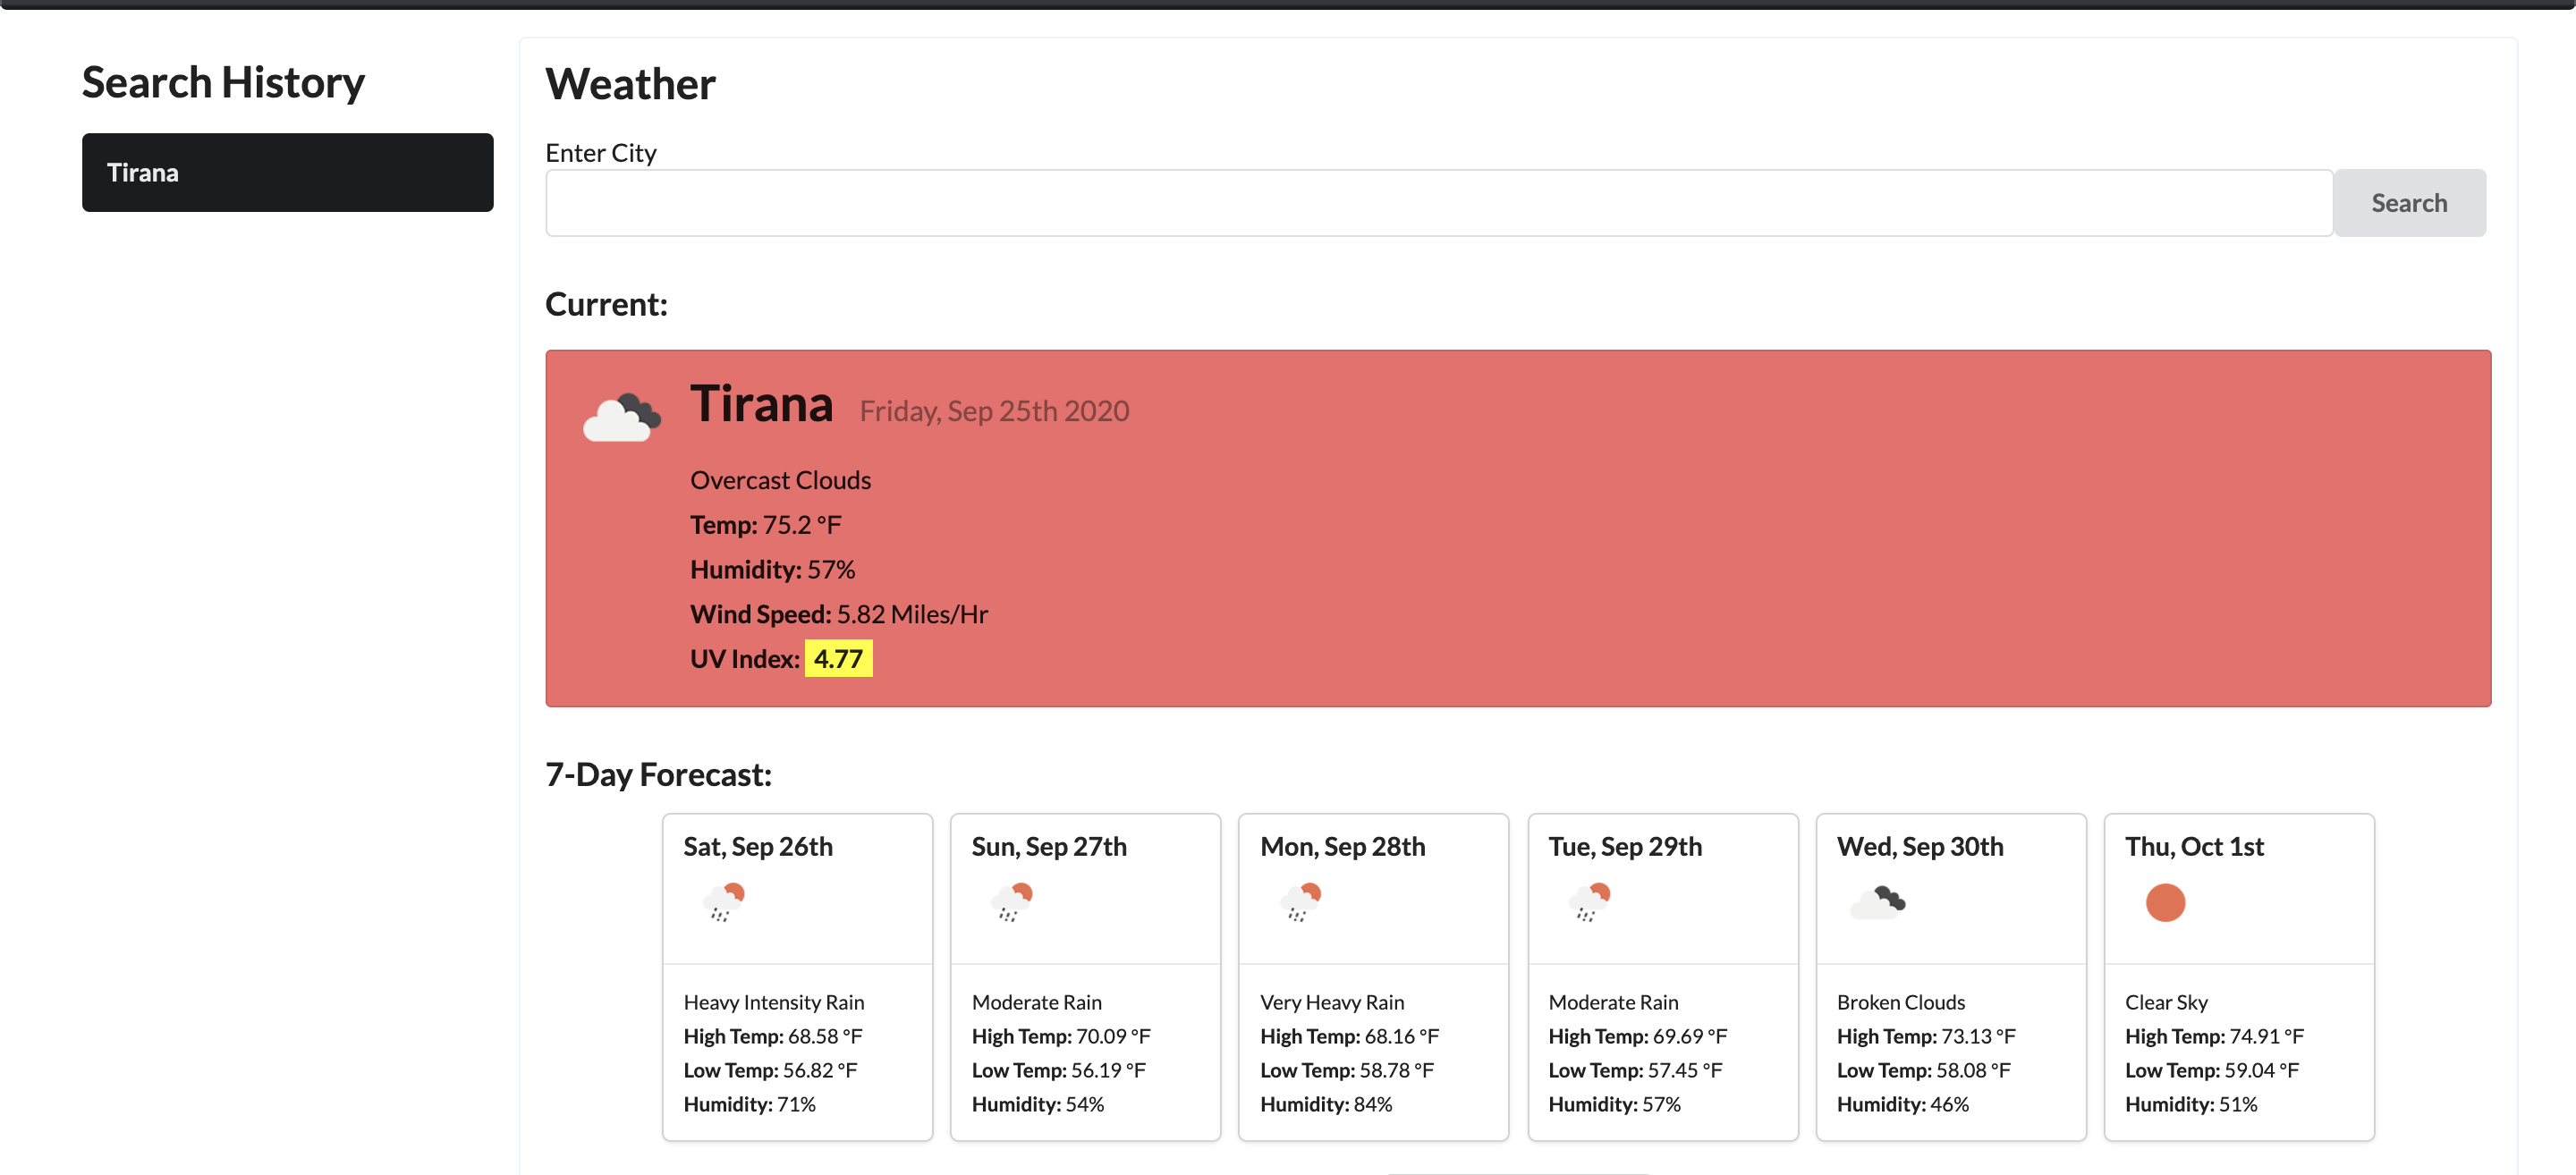 Search History
Tirana
Weather
Enter City
Search
Current:
Tirana Friday, Sep 25th 2020
Overcast Clouds
Temp: 75.2 °F
Humidity: 57%
Wind Speed: 5.82 Miles/Hr
UV Index: 4.77
7-Day Forecast:
Sat, Sep 26th
Heavy Intensity Rain
High Temp: 68.58 °F
Low Temp: 56.82 °F
Humidity: 71%
Sun, Sep 27th
Moderate Rain
High Temp: 70.09 °F
Low Temp: 56.19 °F
Humidity: 54%
Mon, Sep 28th
Very Heavy Rain
High Temp: 68.16 °F
Low Temp: 58.78 °F
Humidity: 84%
Tue, Sep 29th
Moderate Rain
High Temp: 69.69 °F
Low Temp: 57.45 °F
Humidity: 57%
Wed, Sep 30th
Broken Clouds
High Temp: 73.13 °F
Low Temp: 58.08 °F
Humidity: 46%
Thu, Oct 1st
Clear Sky
High Temp: 74.91 °F
Low Temp: 59.04 °F
Humidity: 51%